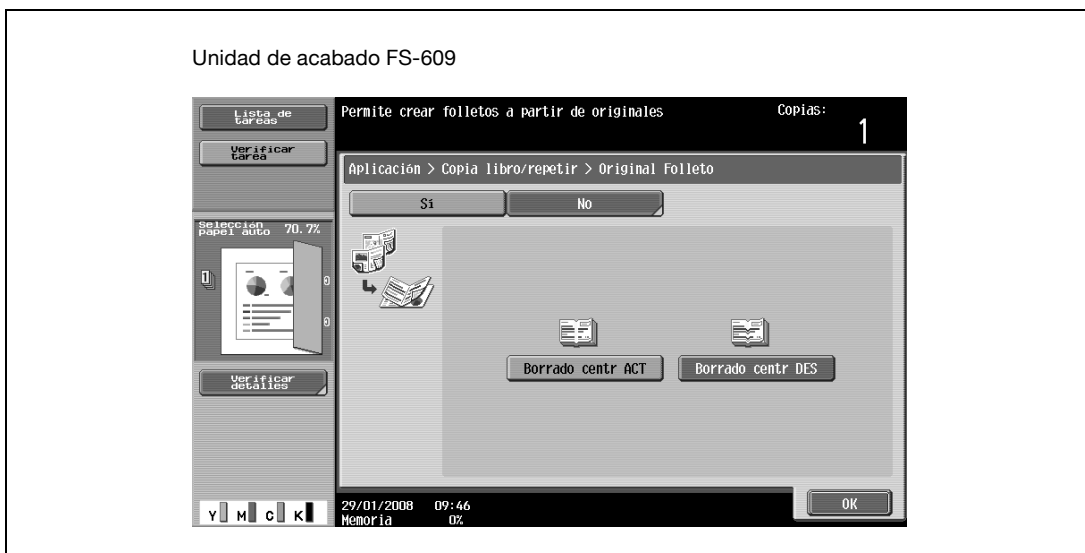 Unidad de acabado FS-609
Lista de
tareas
Permite crear folletos a partir de originales
Copias:
1
Verificar
tarea
Aplicación > Copia libro/repetir > Original Folleto
Sí
No
Selección
papel auto 70.7%
1
Borrado centr ACT
Borrado centr DES
Verificar
detalles
Y M C K
29/01/2008 09:46
Memoria 0%
OK